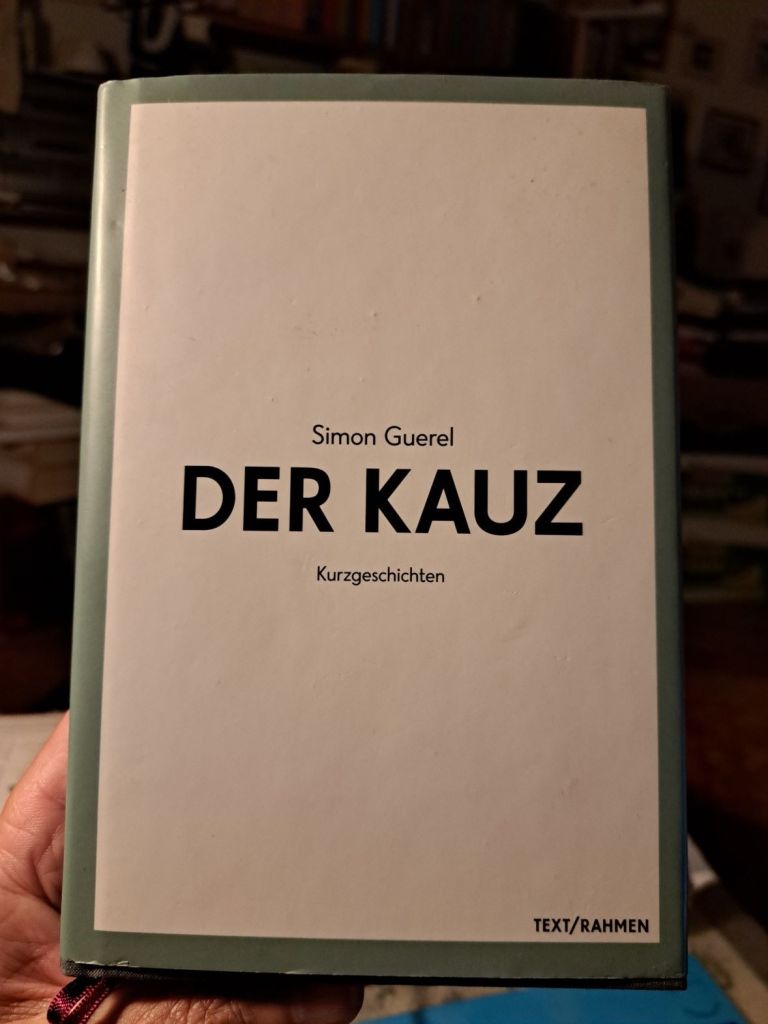 Simon Guerel
DER KAUZ
Kurzgeschichten
TEXT/RAHMEN